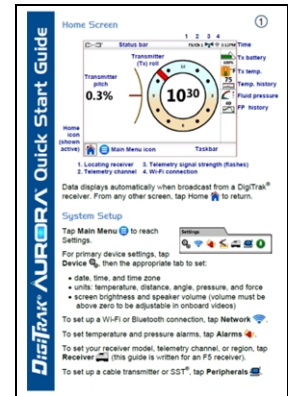 DigiTrak® AURORA Quick Start Guide
Home Screen
1
1 2 3 4
Status bar
Time
Transmitter
(Tx) roll
Tx battery
Transmitter
pitch
0.3%
10³⁰
Tx temp.
75
Temp. history
Fluid pressure
40
FP history
Home
icon
(shown
active)
Main Menu icon
Taskbar
1. Locating receiver 3. Telemetry signal strength (flashes)
2. Telemetry channel 4. Wi-Fi connection
Data displays automatically when broadcast from a DigiTrak®
receiver. From any other screen, tap Home to return.
System Setup
Tap Main Menu to reach
Settings.
Settings
For primary device settings, tap
Device, then the appropriate tab to set:
• date, time, and time zone
• units: temperature, distance, angle, pressure, and force
• screen brightness and speaker volume (volume must be
above zero to be adjustable in onboard videos)
To set up a Wi-Fi or Bluetooth connection, tap Network.
To set temperature and pressure alarms, tap Alarms.
To set your receiver model, telemetry channel, or region, tap
Receiver (this guide is written for an F5 receiver).
To set up a cable transmitter or SST®, tap Peripherals.